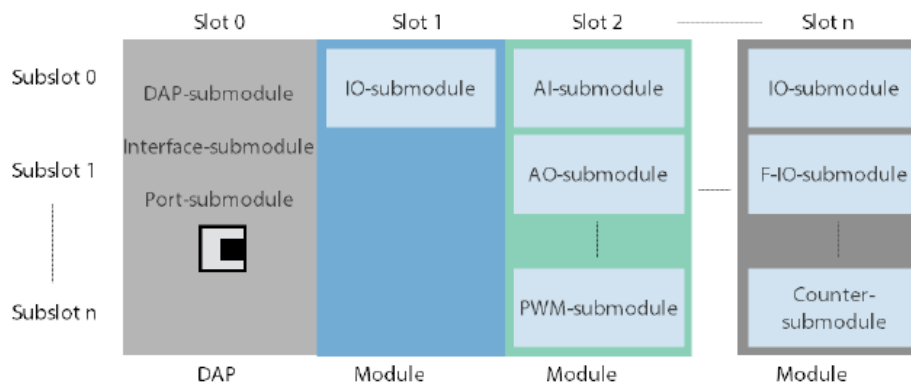 Slot 0 Slot 1 Slot 2 Slot n
Subslot 0 DAP-submodule IO-submodule AI-submodule IO-submodule
Interface-submodule
Subslot 1 AO-submodule F-IO-submodule
Port-submodule
Subslot n PWM-submodule Counter-
submodule
DAP Module Module Module